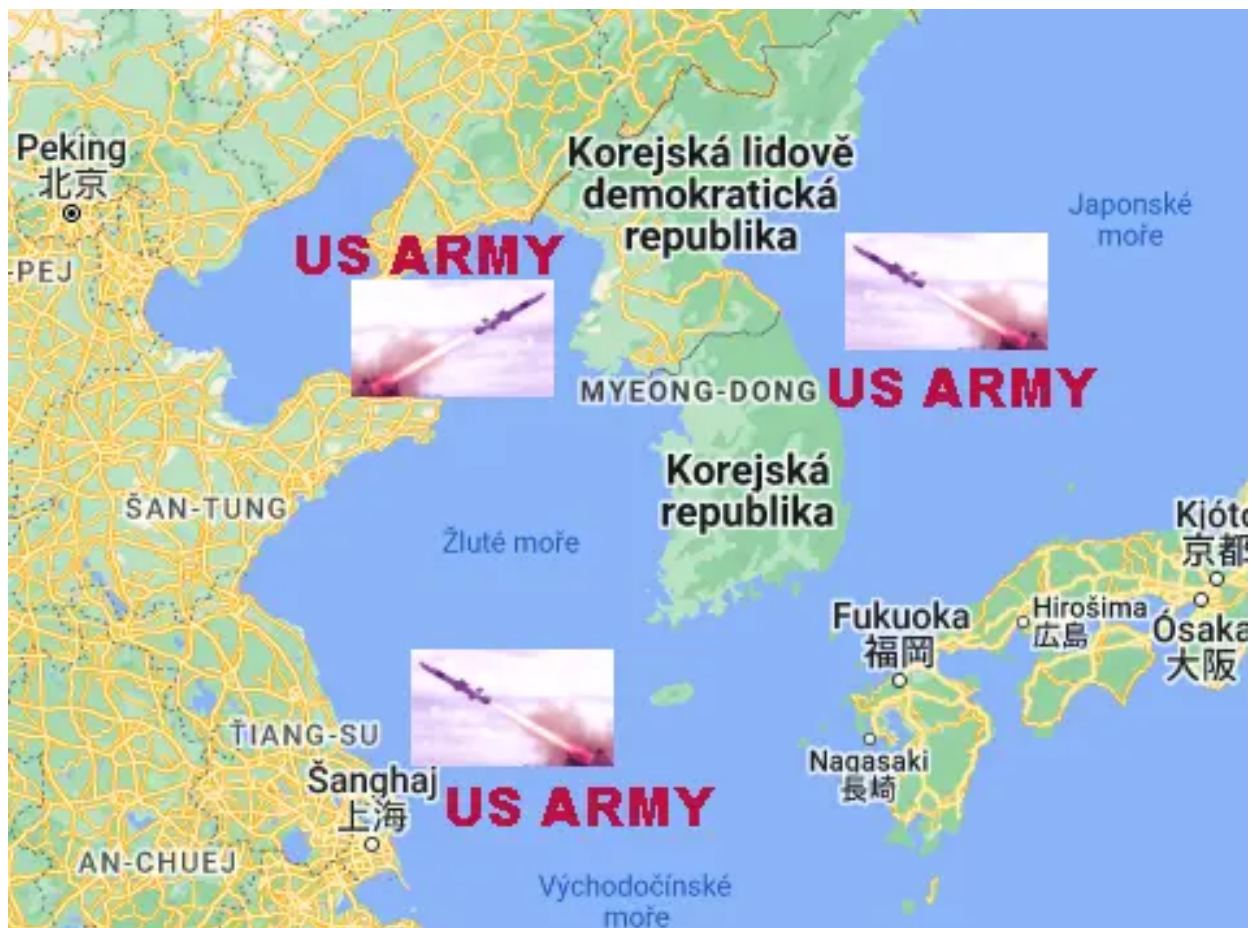 Peking
北京
-PEJ
Korejská lidově
demokratická
republika
Japonské
moře
US ARMY
MYEONG-DONG
US ARMY
Korejská
republika
ŠAN-TUNG
Žluté moře
Kjóto
京都
Fukuoka
福岡
Hirošima
広島
Ósaka
大阪
ŤIANG-SU
Šanghaj
上海
US ARMY
Nagasaki
長崎
AN-CHUEJ
Východočínské
moře